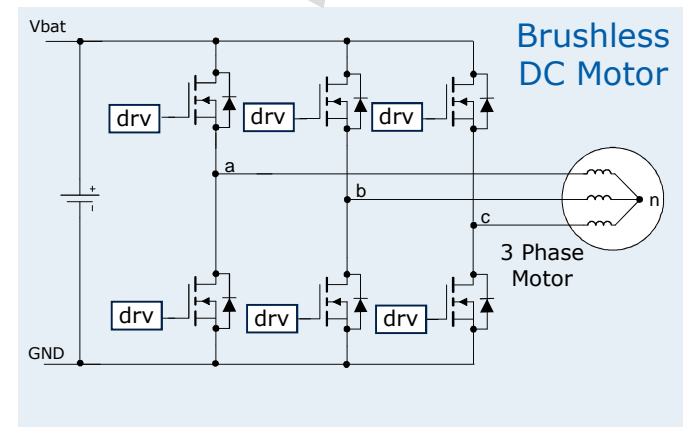 Vbat
Brushless
DC Motor
drv
drv
drv
a
b
c
n
+
-
3 Phase
Motor
drv
drv
drv
GND